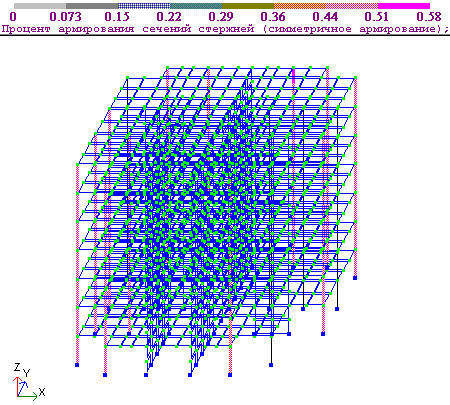 0 0.073 0.15 0.22 0.29 0.36 0.44 0.51 0.58
Процент армирования сечений стержней (симметричное армирование);
Z
Y
X